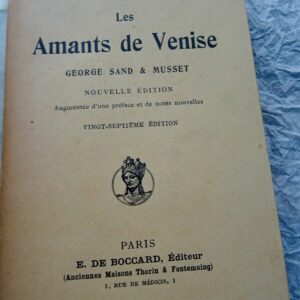 Les
Amants de Venise
GEORGE SAND & MUSSET
NOUVELLE ÉDITION
Augmentée d'une préface et de notes nouvelles
VINGT-SEPTIÈME ÉDITION
PARIS
E. DE BOCCARD, Éditeur
(Anciennes Maisons Thorin & Fontemoing)
1, RUE DE MÉDICIS, 1